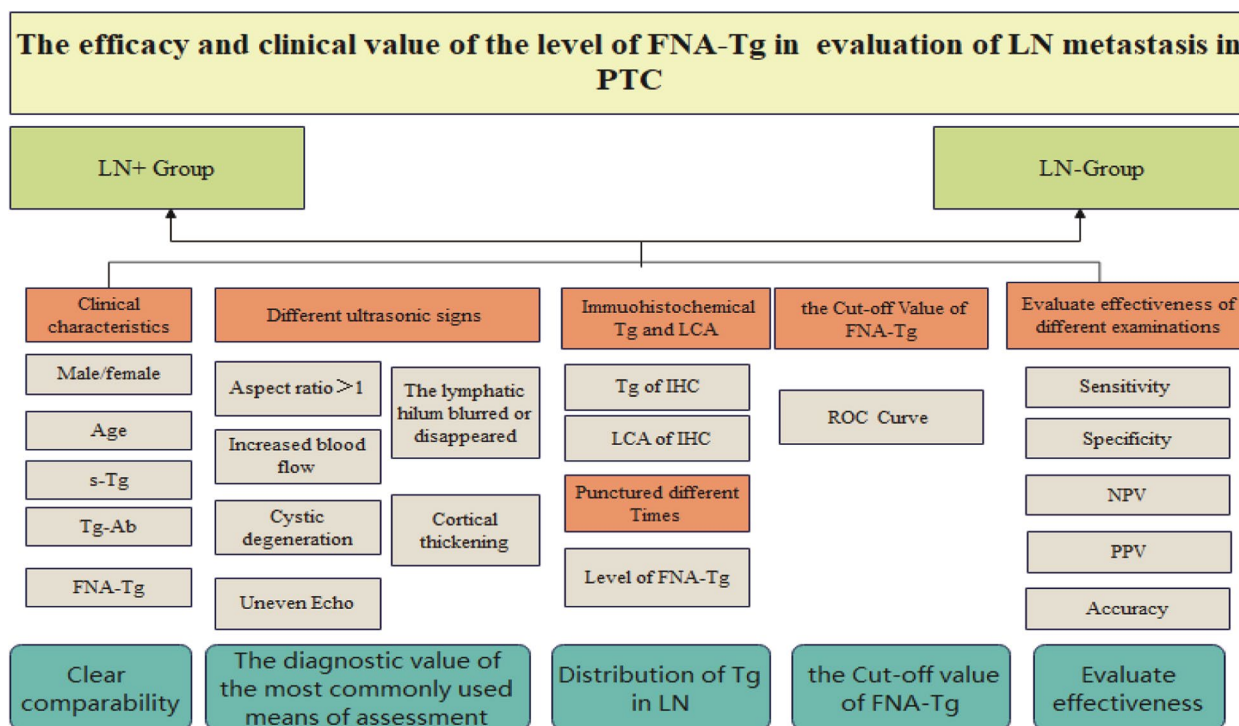 The efficacy and clinical value of the level of FNA-Tg in evaluation of LN metastasis in
PTC
LN+ Group
LN-Group
Clinical
characteristics
Male/female
Age
s-Tg
Tg-Ab
FNA-Tg
Different ultrasonic signs
Aspect ratio＞1
Increased blood
flow
Cystic
degeneration
Uneven Echo
The lymphatic
hilum blurred or
disappeared
Cortical
thickening
Immuohistochemical
Tg and LCA
Tg of IHC
LCA of IHC
Punctured different
Times
Level of FNA-Tg
the Cut-off Value of
FNA-Tg
ROC Curve
Evaluate effectiveness of
different examinations
Sensitivity
Specificity
NPV
PPV
Accuracy
Clear
comparability
The diagnostic value of
the most commonly used
means of assessment
Distribution of Tg
in LN
the Cut-off value
of FNA-Tg
Evaluate
effectiveness